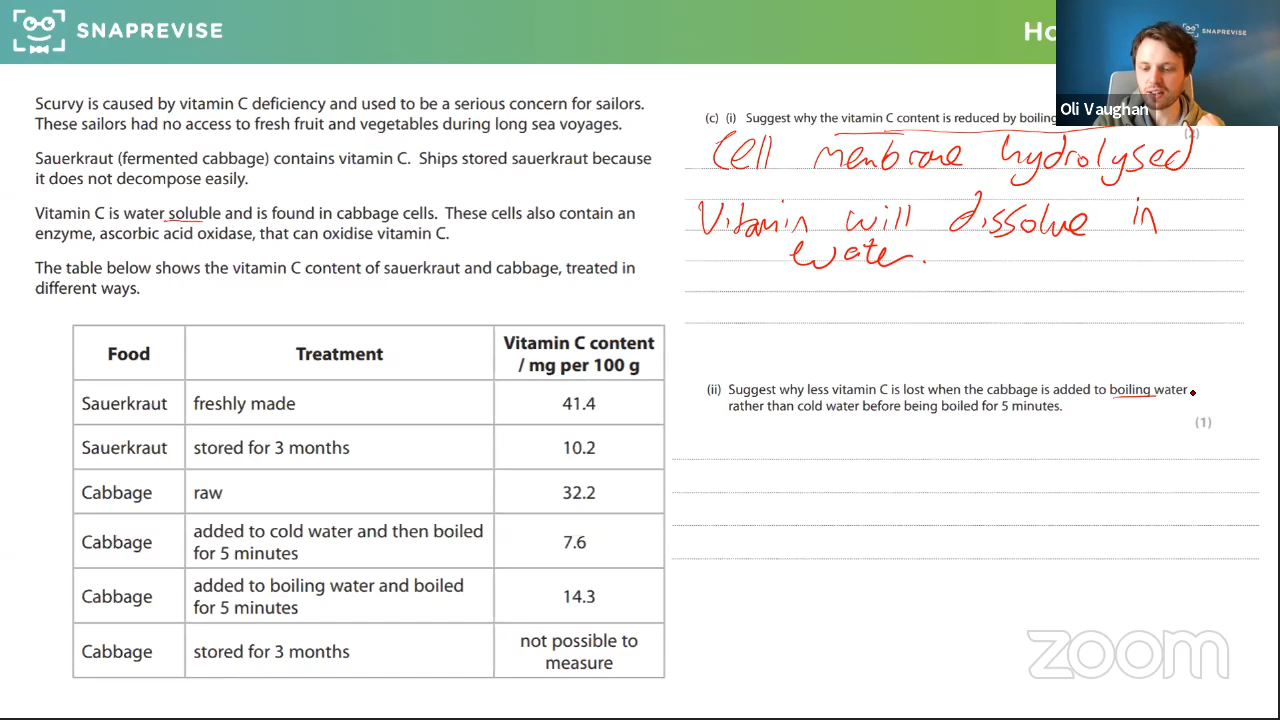 SNAPREVISE
Ho
SNAPREVISE
Oli Vaughan
Scurvy is caused by vitamin C deficiency and used to be a serious concern for sailors.
These sailors had no access to fresh fruit and vegetables during long sea voyages.
Sauerkraut (fermented cabbage) contains vitamin C. Ships stored sauerkraut because
it does not decompose easily.
Vitamin C is water soluble and is found in cabbage cells. These cells also contain an
enzyme, ascorbic acid oxidase, that can oxidise vitamin C.
The table below shows the vitamin C content of sauerkraut and cabbage, treated in
different ways.
Food Treatment Vitamin C content
/ mg per 100 g
Sauerkraut freshly made 41.4
Sauerkraut stored for 3 months 10.2
Cabbage raw 32.2
Cabbage added to cold water and then boiled
for 5 minutes 7.6
Cabbage added to boiling water and boiled
for 5 minutes 14.3
Cabbage stored for 3 months not possible to
measure
(c) (i) Suggest why the vitamin C content is reduced by boiling
(2)
Cell membrane hydrolysed
Vitamin will dissolve in
water.
(ii) Suggest why less vitamin C is lost when the cabbage is added to boiling water
rather than cold water before being boiled for 5 minutes.
(1)
zoom